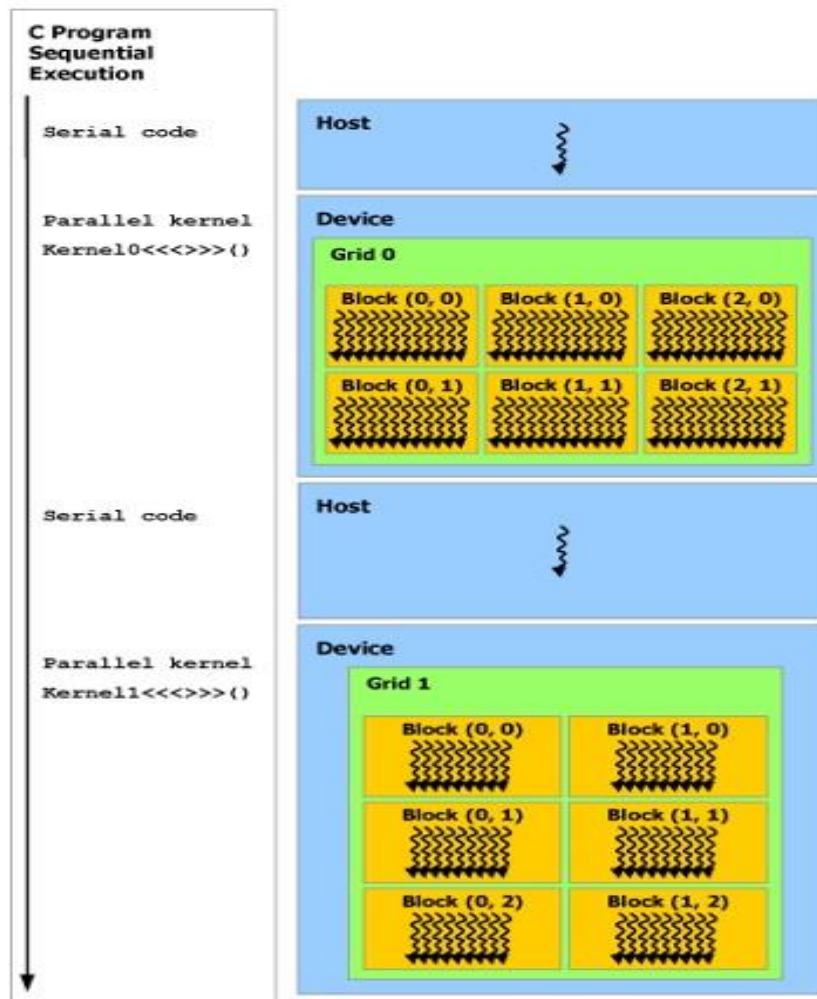 C Program
Sequential
Execution
Serial code
Host
Parallel kernel
Kernel0<<<>>>()
Device
Grid 0
Block (0, 0) Block (1, 0) Block (2, 0)
Block (0, 1) Block (1, 1) Block (2, 1)
Serial code
Host
Parallel kernel
Kernel1<<<>>>()
Device
Grid 1
Block (0, 0) Block (1, 0)
Block (0, 1) Block (1, 1)
Block (0, 2) Block (1, 2)